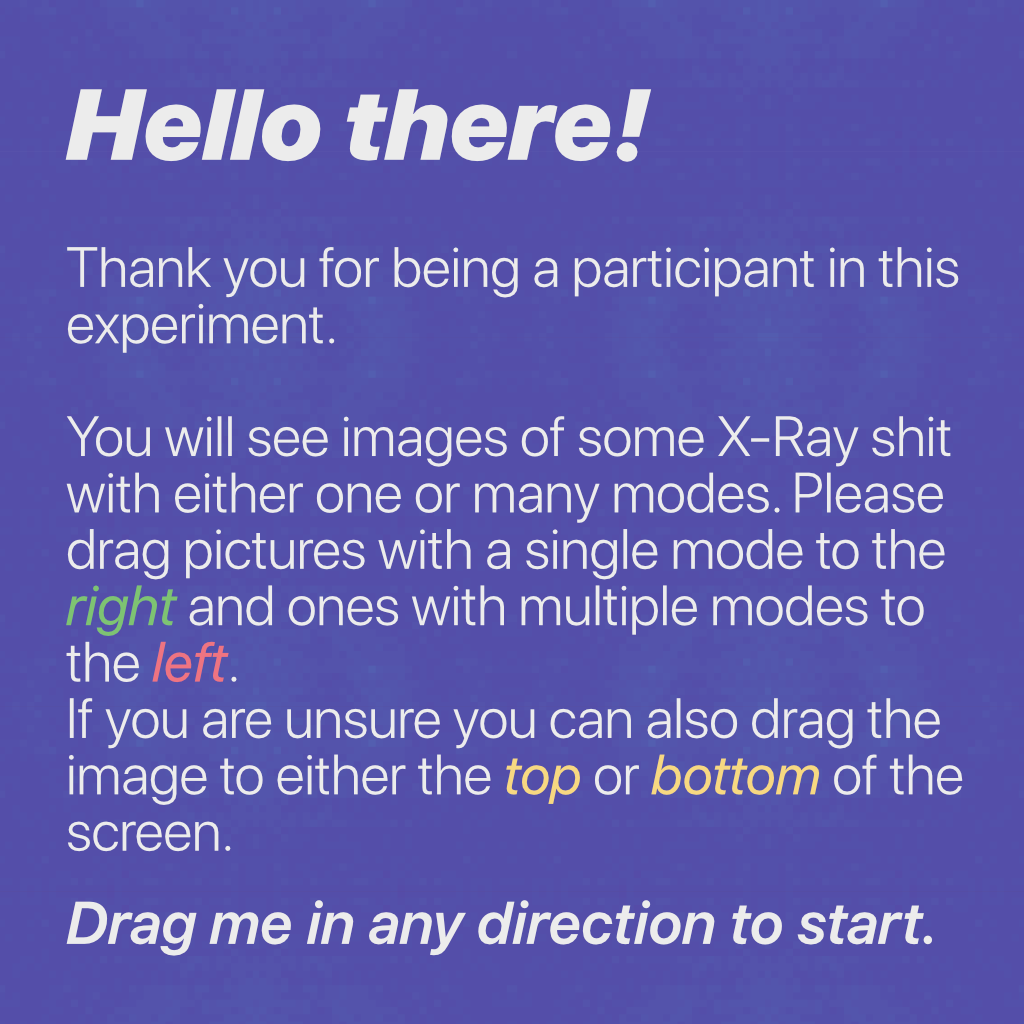 Hello there!
Thank you for being a participant in this
experiment.
You will see images of some X-Ray shit
with either one or many modes. Please
drag pictures with a single mode to the
right and ones with multiple modes to
the left.
If you are unsure you can also drag the
image to either the top or bottom of the
screen.
Drag me in any direction to start.